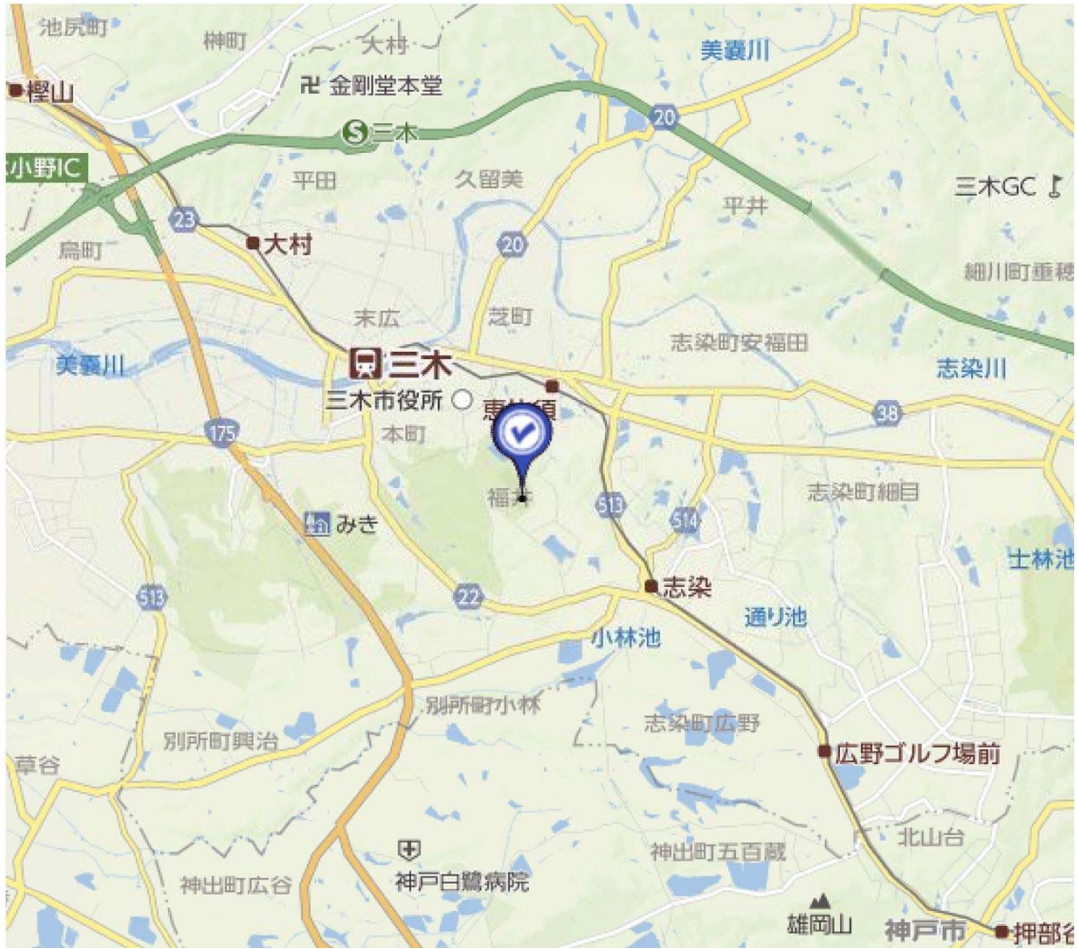 池尻町
榊町
大村
美嚢川
樫山
金剛堂本堂
20
S 三木
小野IC
平田
久留美
三木GC
23
平井
大村
20
鳥町
細川町垂穂
末広
芝町
志染町安福田
美嚢川
三木
志染川
三木市役所
38
175
本町
福井
513
志染町細目
514
みき
士林池
513
22
志染
通り池
小林池
別所町小林
志染町広野
別所町興治
広野ゴルフ場前
草谷
北山台
神出町五百蔵
神出町広谷
神戸白鷺病院
雄岡山
神戸市
押部谷